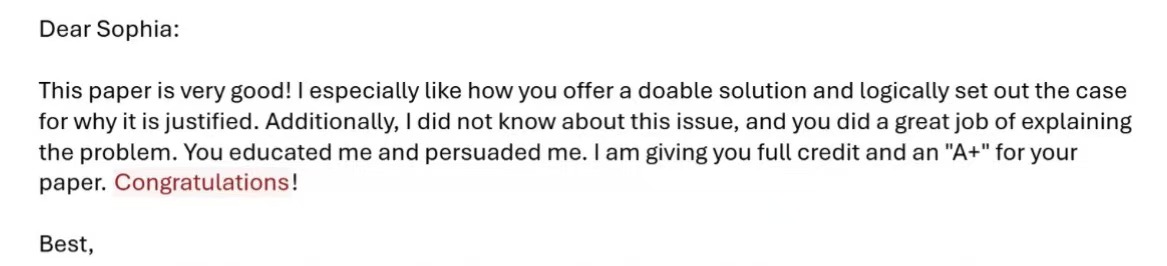 Dear Sophia:
This paper is very good! I especially like how you offer a doable solution and logically set out the case
for why it is justified. Additionally, I did not know about this issue, and you did a great job of explaining
the problem. You educated me and persuaded me. I am giving you full credit and an "A+" for your
paper. Congratulations!
Best,